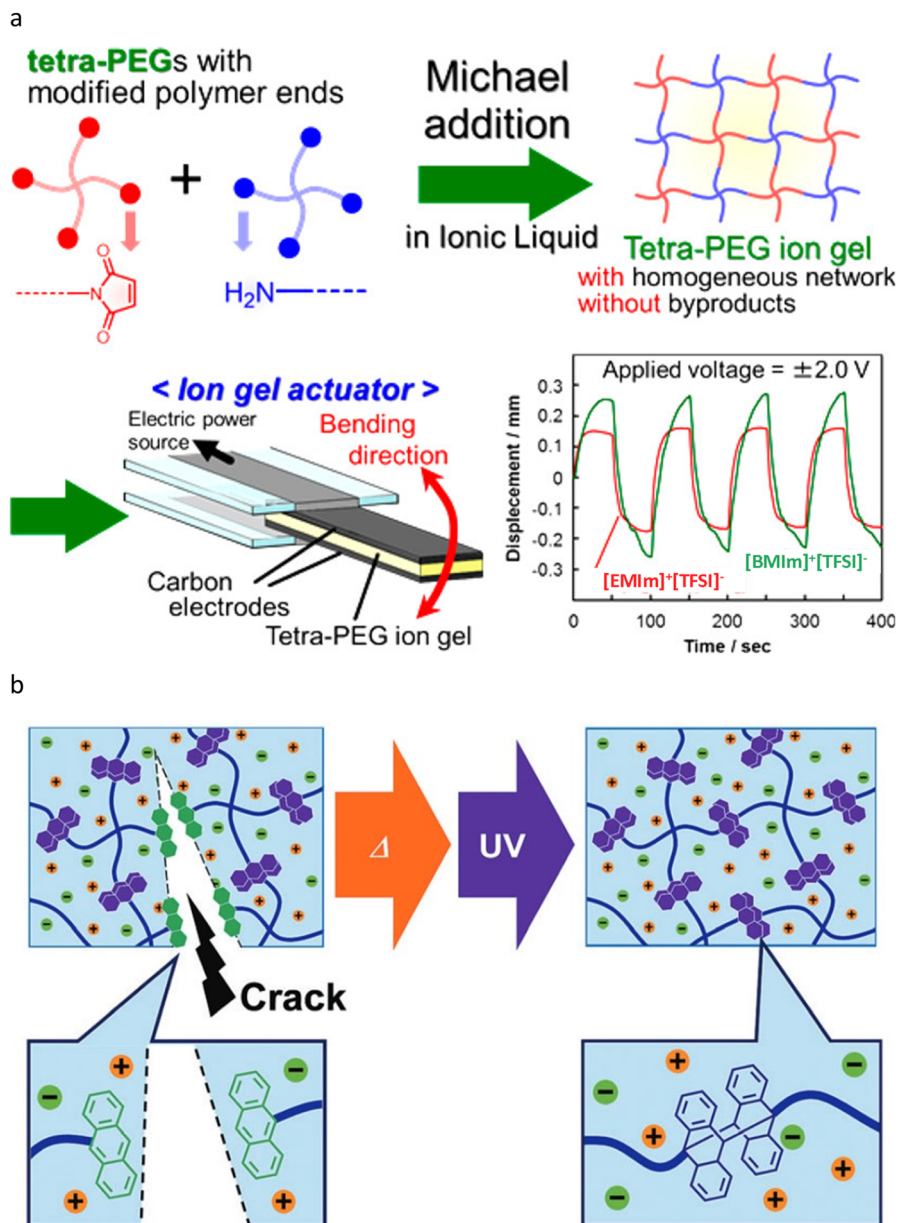 a
tetra-PEGs with
modified polymer ends
+
N
O
O
H₂N
Michael
addition
in Ionic Liquid
Tetra-PEG ion gel
with homogeneous network
without byproducts
< Ion gel actuator >
Electric power
source
Bending
direction
Carbon
electrodes
Tetra-PEG ion gel
Applied voltage = ±2.0 V
Displecement / mm
0.3
0.2
0.1
0
-0.1
-0.2
-0.3
[EMIm]⁺[TFSI]⁻
[BMIm]⁺[TFSI]⁻
0 100 200 300 400
Time / sec
b
Δ
UV
Crack